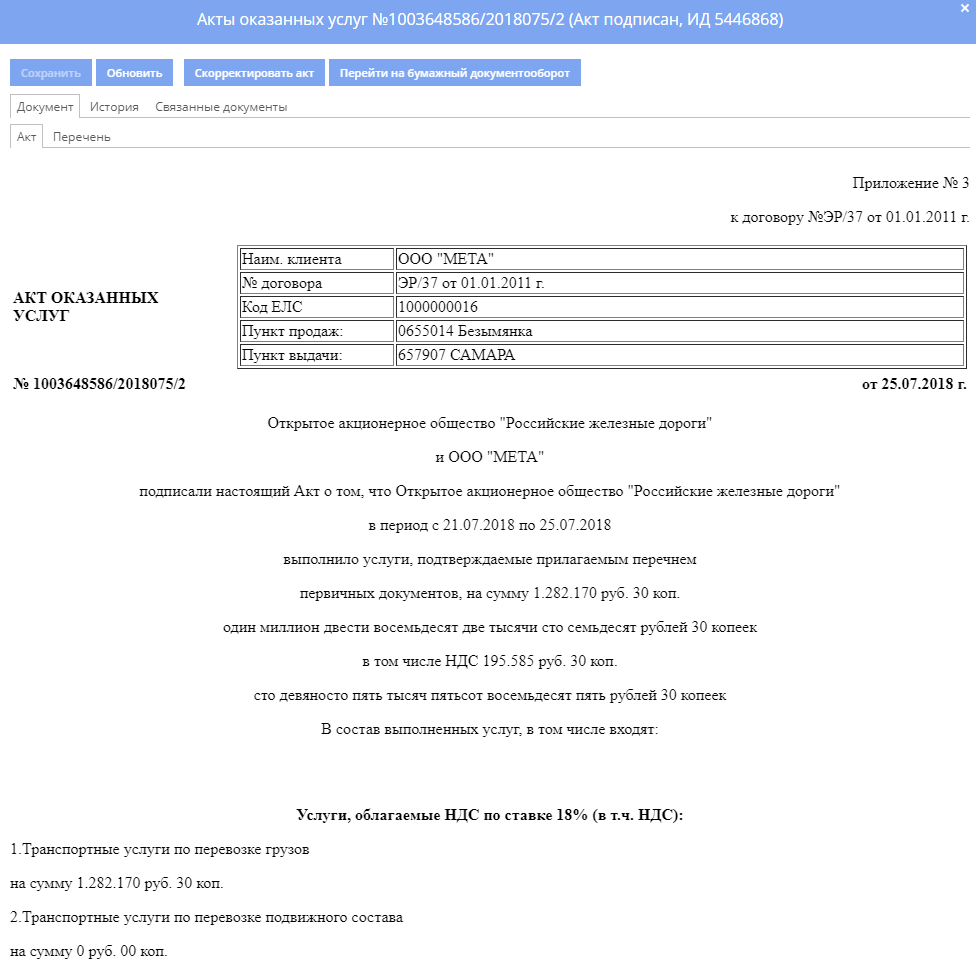 Акты оказанных услуг №1003648586/2018075/2 (Акт подписан, ИД 5446868)
Сохранить Обновить Скорректировать акт Перейти на бумажный документооборот
Документ История Связанные документы
Акт Перечень
Приложение № 3
к договору №ЭР/37 от 01.01.2011 г.
АКТ ОКАЗАННЫХ
УСЛУГ
Наим. клиента ООО "МЕТА"
№ договора ЭР/37 от 01.01.2011 г.
Код ЕЛС 1000000016
Пункт продаж: 0655014 Безымянка
Пункт выдачи: 657907 САМАРА
№ 1003648586/2018075/2 от 25.07.2018 г.
Открытое акционерное общество "Российские железные дороги"
и ООО "МЕТА"
подписали настоящий Акт о том, что Открытое акционерное общество "Российские железные дороги"
в период с 21.07.2018 по 25.07.2018
выполнило услуги, подтверждаемые прилагаемым перечнем
первичных документов, на сумму 1.282.170 руб. 30 коп.
один миллион двести восемьдесят две тысячи сто семьдесят рублей 30 копеек
в том числе НДС 195.585 руб. 30 коп.
сто девяносто пять тысяч пятьсот восемьдесят пять рублей 30 копеек
В состав выполненных услуг, в том числе входят:
Услуги, облагаемые НДС по ставке 18% (в т.ч. НДС):
1.Транспортные услуги по перевозке грузов
на сумму 1.282.170 руб. 30 коп.
2.Транспортные услуги по перевозке подвижного состава
на сумму 0 руб. 00 коп.